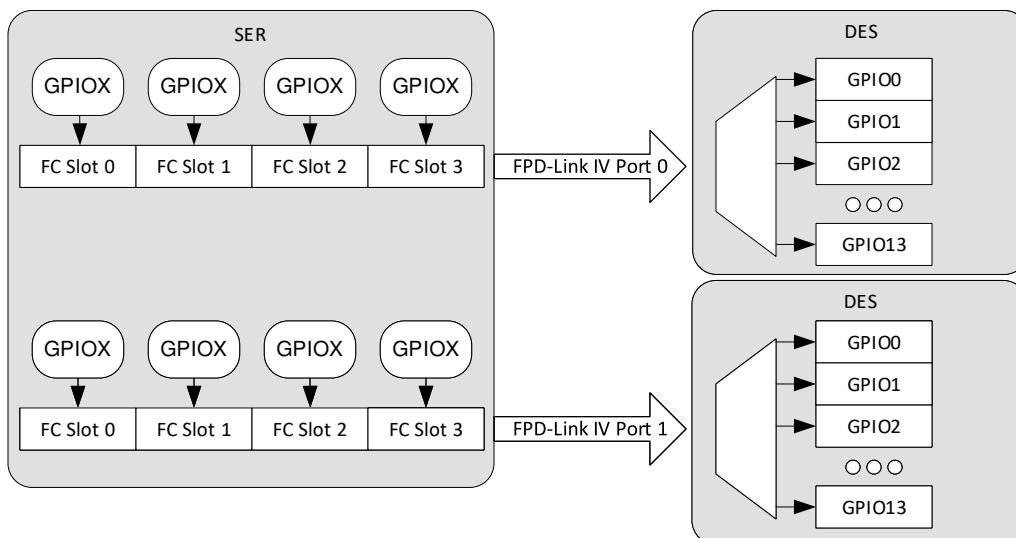 SER
GPIOX GPIOX GPIOX GPIOX
FC Slot 0 FC Slot 1 FC Slot 2 FC Slot 3
FPD-Link IV Port 0
DES
GPIO0
GPIO1
GPIO2
GPIO13
GPIOX GPIOX GPIOX GPIOX
FC Slot 0 FC Slot 1 FC Slot 2 FC Slot 3
FPD-Link IV Port 1
DES
GPIO0
GPIO1
GPIO2
GPIO13